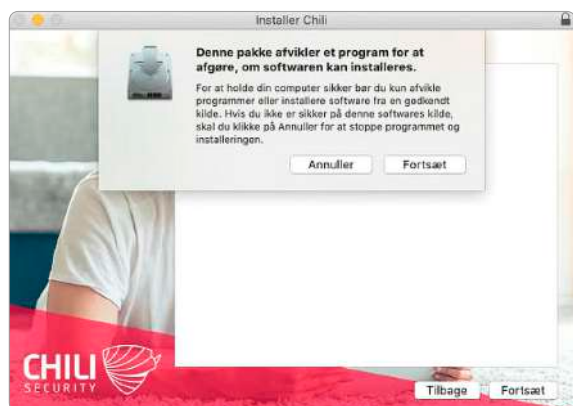 Installer Chili
Denne pakke afvikler et program for at
afgøre, om softwaren kan installeres.
For at holde din computer sikker bør du kun afvikle
programmer eller installere software fra en godkendt
kilde. Hvis du ikke er sikker på denne softwares kilde,
skal du klikke på Annuller for at stoppe programmet og
installeringen.
Annuller
Fortsæt
CHILI
SECURITY
Tilbage
Fortsæt